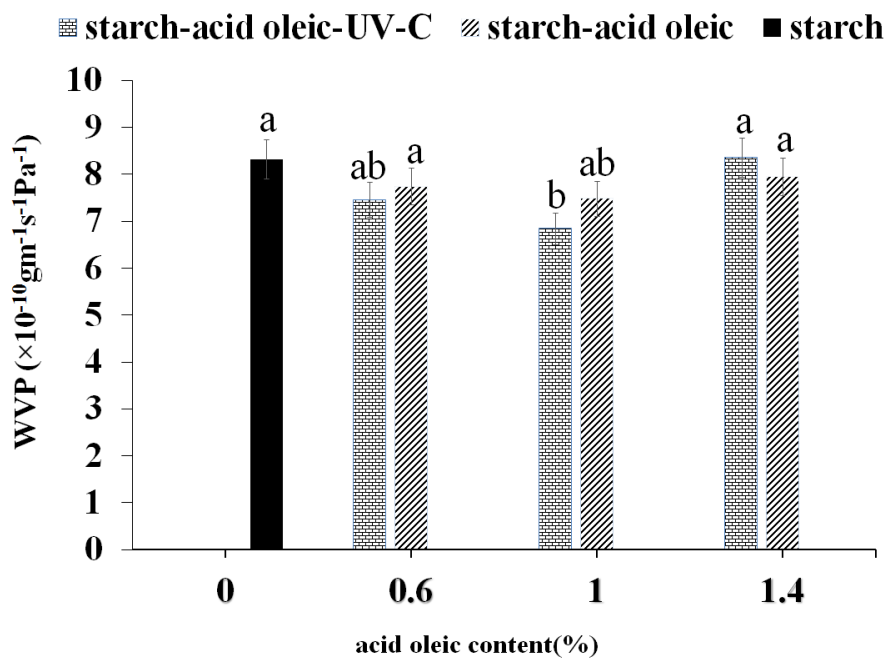 starch-acid oleic-UV-C starch-acid oleic starch
10
9
8
7
6
5
4
3
2
1
0
WVP (×10⁻¹⁰gm⁻¹s⁻¹Pa⁻¹)
a
ab
a
b
ab
a
a
0 0.6 1 1.4
acid oleic content(%)